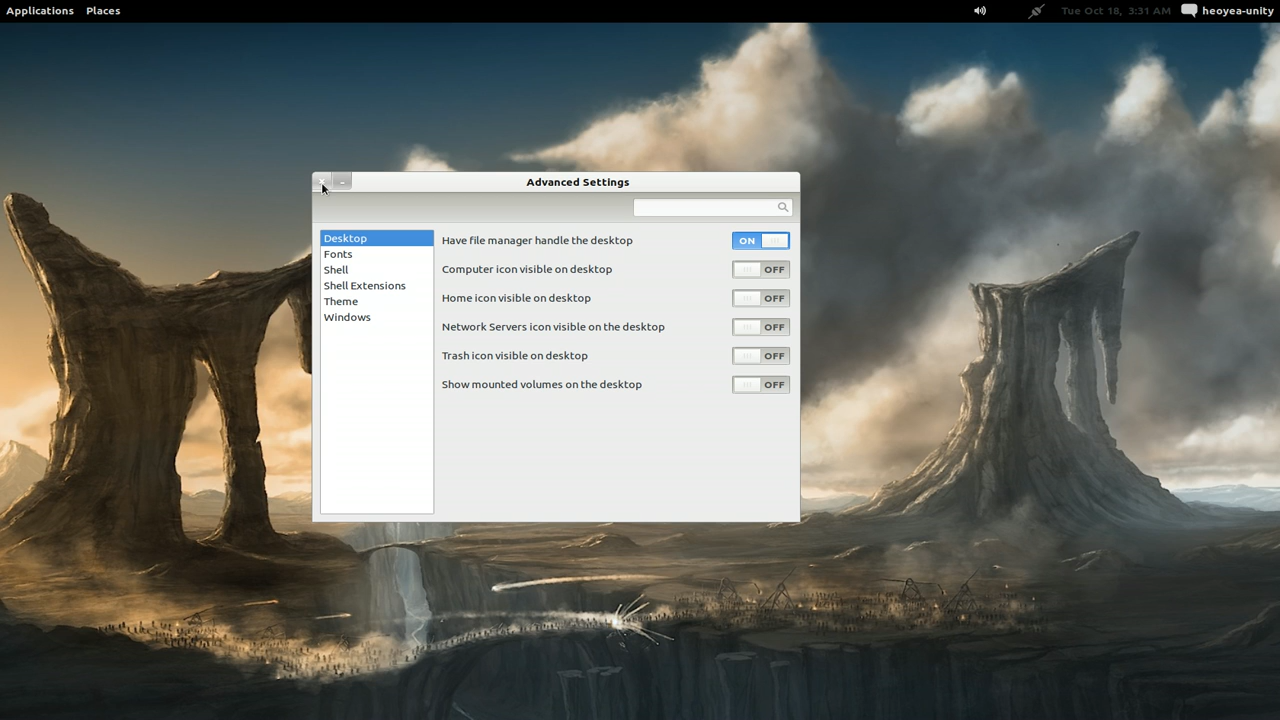 Applications Places Tue Oct 18, 3:31 AM heoyea-unity
Advanced Settings
Desktop
Fonts
Shell
Shell Extensions
Theme
Windows
Have file manager handle the desktop ON
Computer icon visible on desktop OFF
Home icon visible on desktop OFF
Network Servers icon visible on the desktop OFF
Trash icon visible on desktop OFF
Show mounted volumes on the desktop OFF